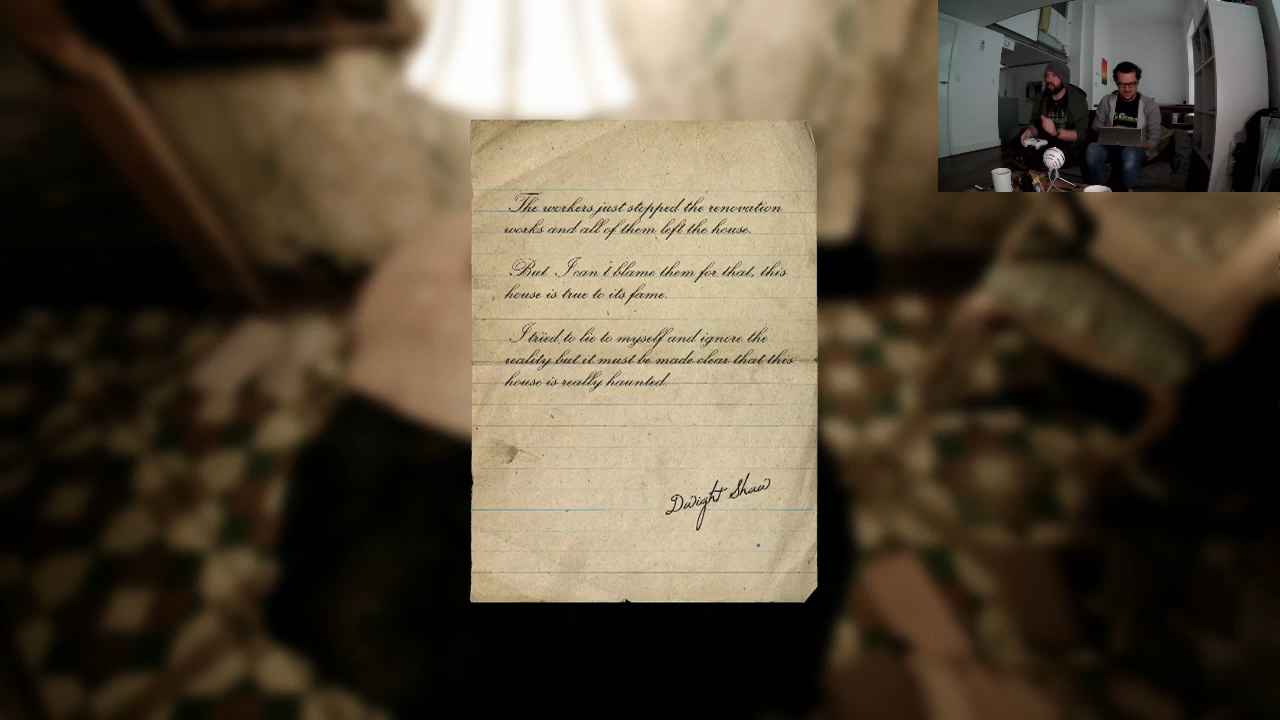 The workers just stopped the renovation
works and all of them left the house.
But I can't blame them for that, this
house is true to its fame.
I tried to lie to myself and ignore the
reality but it must be made clear that this
house is really haunted.
Dwight Shaw